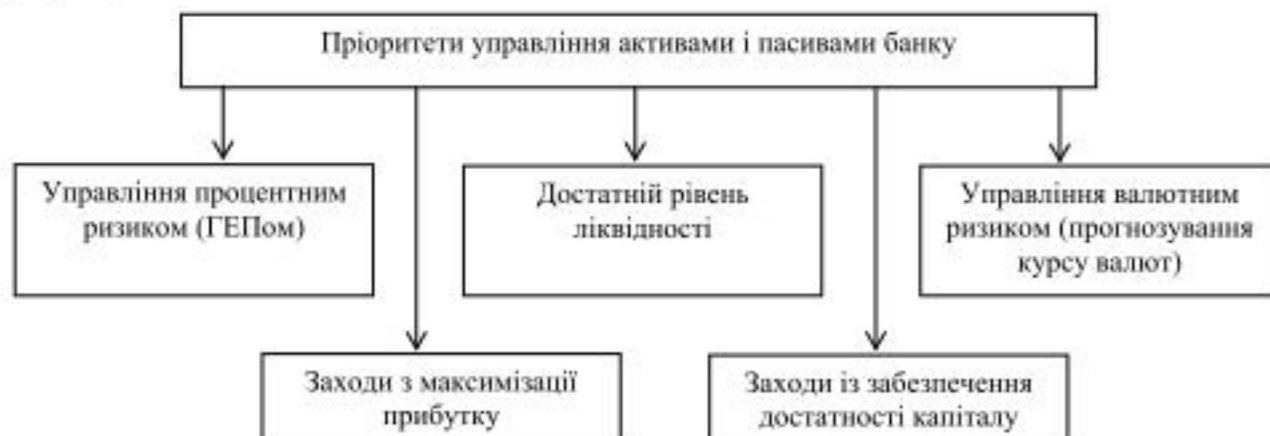 Пріоритети управління активами і пасивами банку
Управління процентним
ризиком (ГЕПом)
Достатній рівень
ліквідності
Управління валютним
ризиком (прогнозування
курсу валют)
Заходи з максимізації
прибутку
Заходи із забезпечення
достатності капіталу